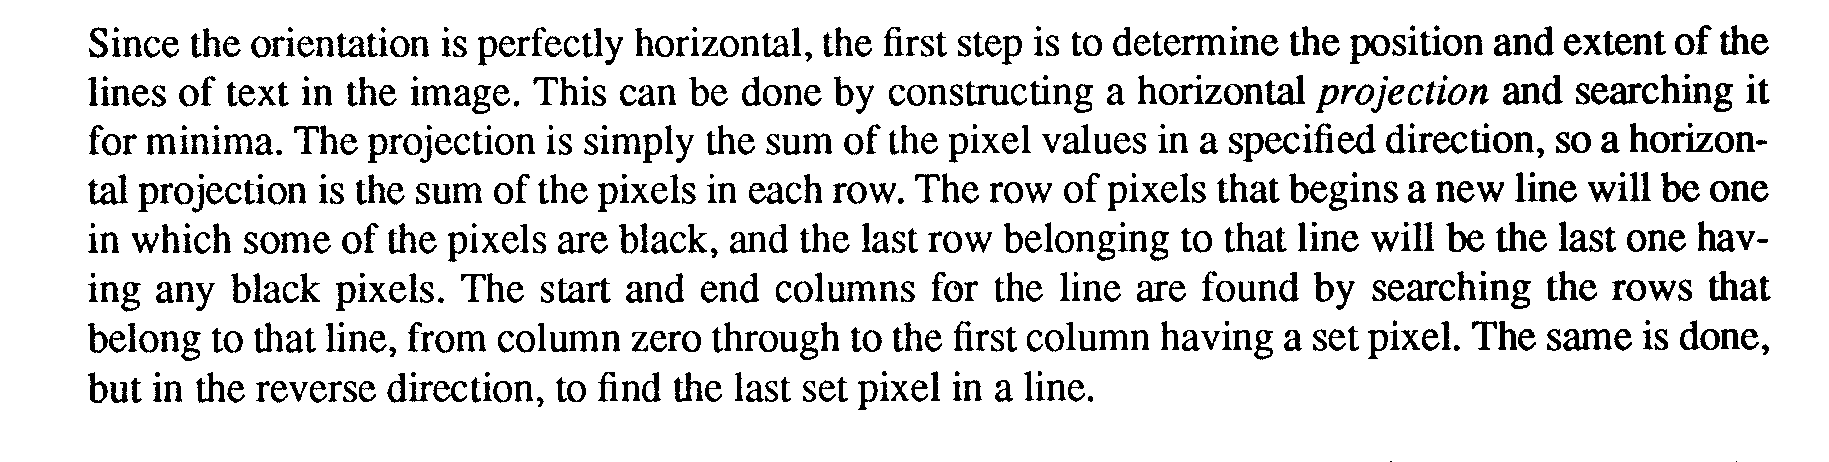 Since the orientation is perfectly horizontal, the first step is to determine the position and extent of the
lines of text in the image. This can be done by constructing a horizontal projection and searching it
for minima. The projection is simply the sum of the pixel values in a specified direction, so a horizon-
tal projection is the sum of the pixels in each row. The row of pixels that begins a new line will be one
in which some of the pixels are black, and the last row belonging to that line will be the last one hav-
ing any black pixels. The start and end columns for the line are found by searching the rows that
belong to that line, from column zero through to the first column having a set pixel. The same is done,
but in the reverse direction, to find the last set pixel in a line.